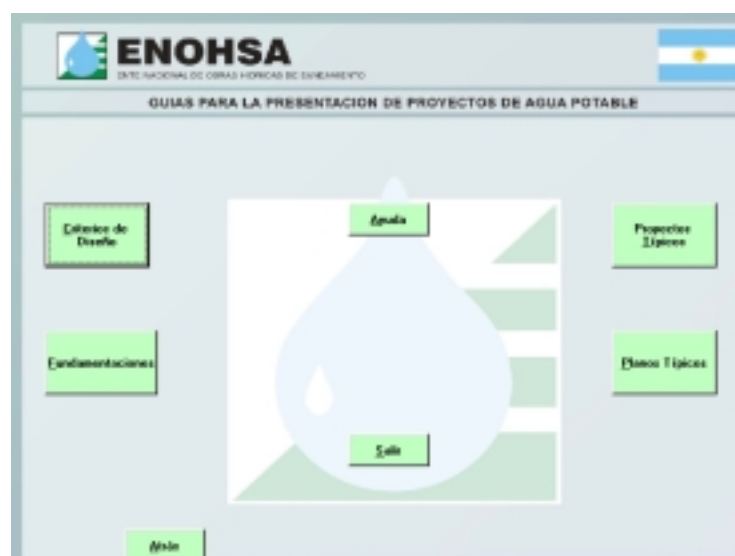 ENOHSA
ENTE NACIONAL DE OBRAS HIDRICAS DE SANEAMIENTO
GUIAS PARA LA PRESENTACION DE PROYECTOS DE AGUA POTABLE
Criterios de
Diseño
Ayuda
Proyectos
Típicos
Fundamentaciones
Planos Típicos
Salir
Atrás